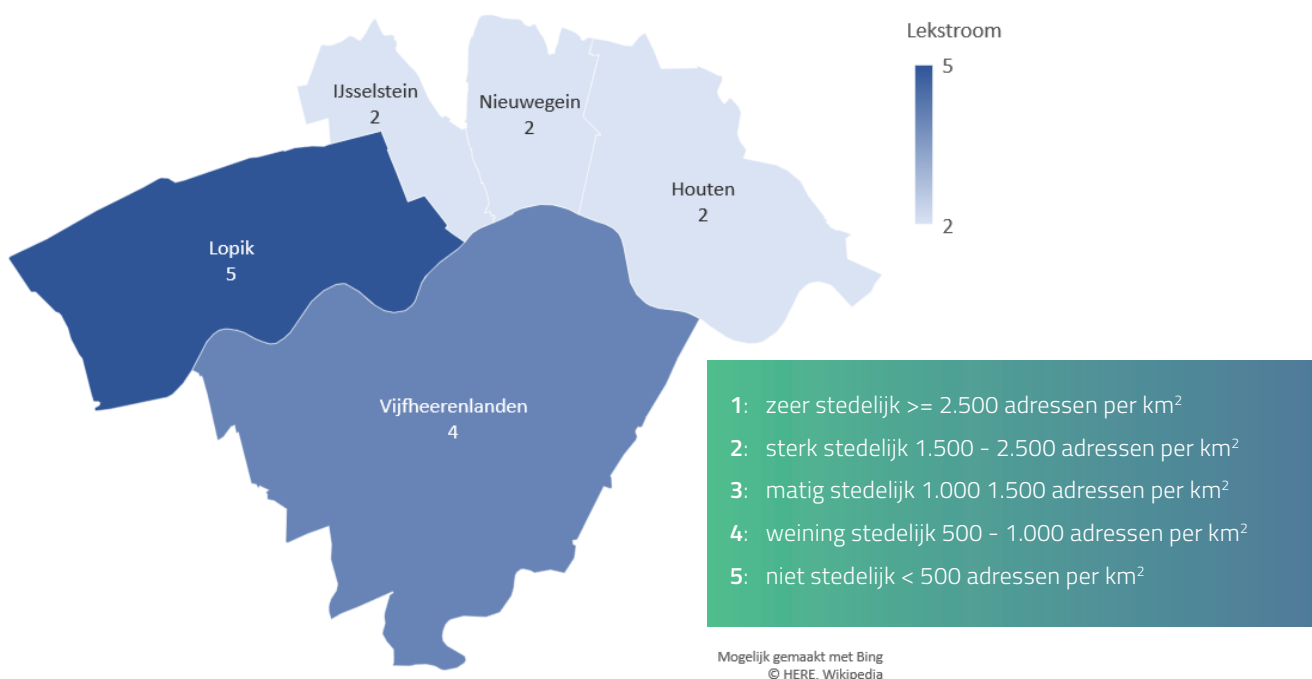 Lekstroom
5
2
IJsselstein
2
Nieuwegein
2
Houten
2
Lopik
5
Vijfheerenlanden
4
1: zeer stedelijk >= 2.500 adressen per km²
2: sterk stedelijk 1.500 - 2.500 adressen per km²
3: matig stedelijk 1.000 1.500 adressen per km²
4: weining stedelijk 500 - 1.000 adressen per km²
5: niet stedelijk < 500 adressen per km²
Mogelijk gemaakt met Bing
© HERE, Wikipedia